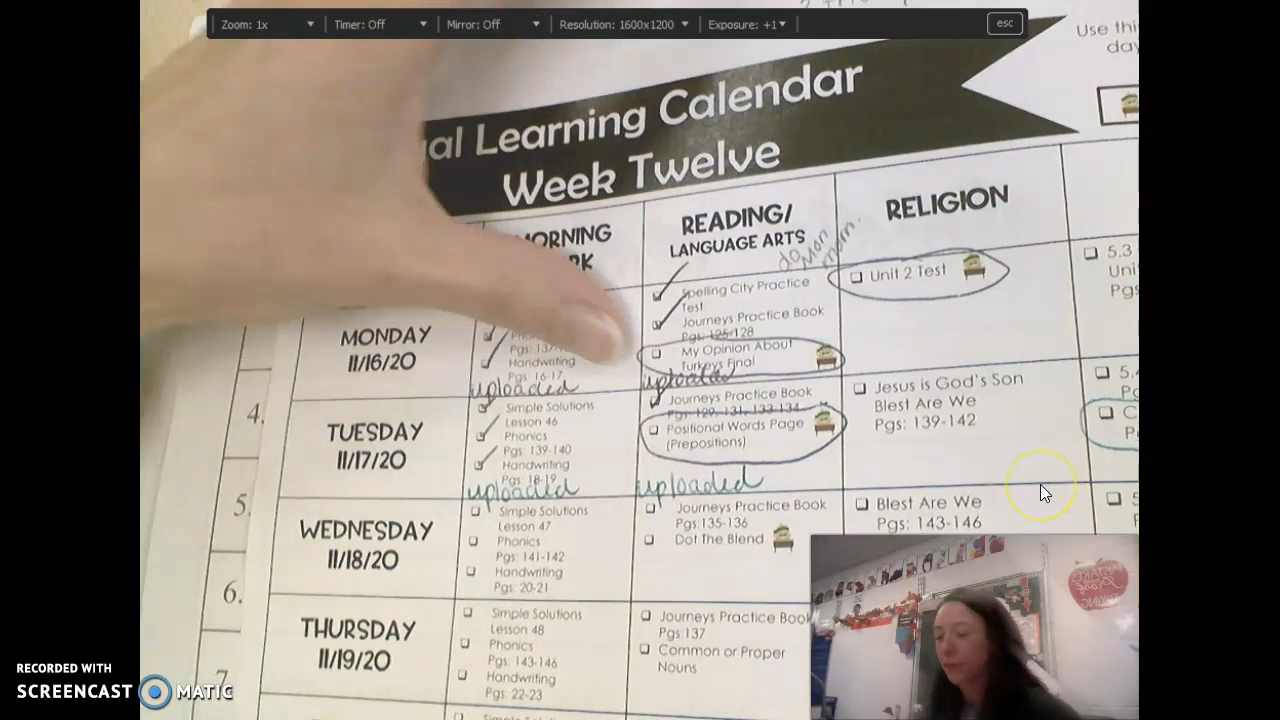 Zoom: 1x Timer: Off Mirror: Off Resolution: 1600x1200 Exposure: +1 esc
Use
day
al Learning Calendar
Week Twelve
READING/
LANGUAGE ARTS
do Mon morn.
RELIGION
MONDAY
11/16/20
Handwriting
Pgs: 16-17
uploaded
Spelling City Practice
Test
Journeys Practice Book
Pgs: 125-128
My Opinion About
Turkeys Final
uploaded
Unit 2 Test
5.3
4.
TUESDAY
11/17/20
Simple Solutions
Lesson 46
Phonics
Pgs: 139-140
Handwriting
Pgs: 18-19
uploaded
Journeys Practice Book
Pgs: 129, 131, 133-134
Positional Words Page
(Prepositions)
uploaded
Jesus is God's Son
Blest Are We
Pgs: 139-142
5.
WEDNESDAY
11/18/20
Simple Solutions
Lesson 47
Phonics
Pgs: 141-142
Handwriting
Pgs: 20-21
Journeys Practice Book
Pgs:135-136
Dot The Blend
Blest Are We
Pgs: 143-146
6.
THURSDAY
11/19/20
Simple Solutions
Lesson 48
Phonics
Pgs: 143-146
Handwriting
Pgs: 22-23
Journeys Practice Book
Pgs:137
Common or Proper
Nouns
7.
RECORDED WITH
SCREENCAST MATIC